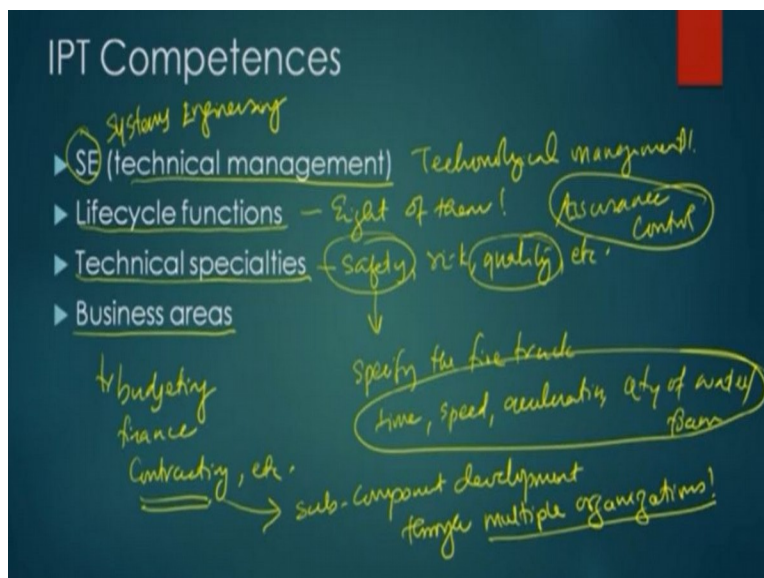 IPT Competences
Systems Engineering
SE (technical management) Technological management!
Lifecycle functions - Eight of them! Assurance
Control
Technical specialties - Safety, risk, quality, etc.
Business areas
Specify the fire truck
budgeting
time, speed, acceleration, qty of water/
finance
foam
Contracting, etc.
sub-component development
through multiple organizations!